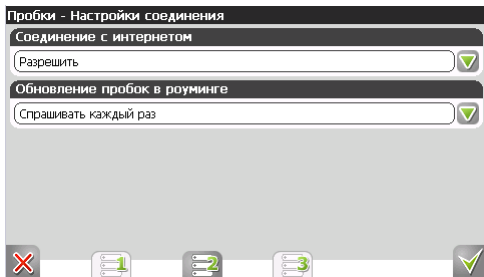 Пробки - Настройки соединения
Соединение с интернетом
Разрешить
Обновление пробок в роуминге
Спрашивать каждый раз
1 2 3